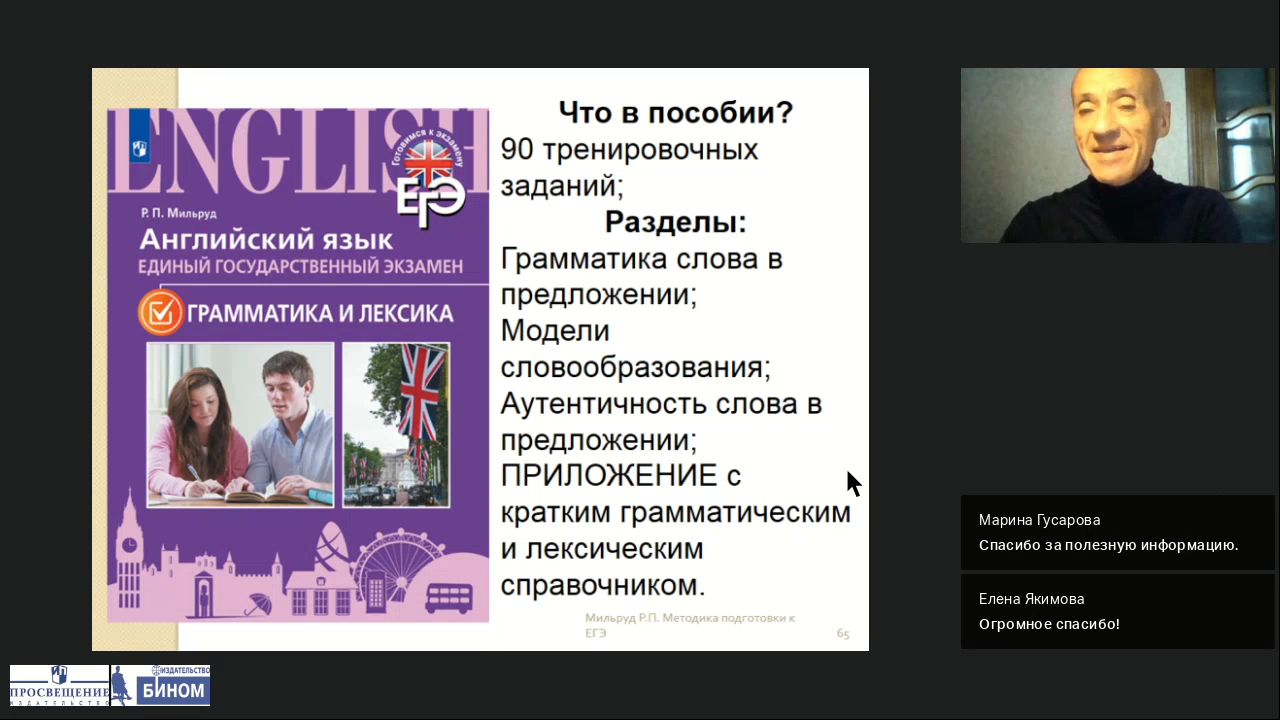 ENGLISH
Готовимся к экзамену
ЕГЭ
Р. П. Мильруд
Английский язык
ЕДИНЫЙ ГОСУДАРСТВЕННЫЙ ЭКЗАМЕН
ГРАММАТИКА И ЛЕКСИКА
Что в пособии?
90 тренировочных
заданий;
Разделы:
Грамматика слова в
предложении;
Модели
словообразования;
Аутентичность слова в
предложении;
ПРИЛОЖЕНИЕ с
кратким грамматическим
и лексическим
справочником.
Мильруд Р.П. Методика подготовки к
ЕГЭ
65
Марина Гусарова
Спасибо за полезную информацию.
Елена Якимова
Огромное спасибо!
ПРОСВЕЩЕНИЕ
ИЗДАТЕЛЬСТВО
ИЗДАТЕЛЬСТВО
БИНОМ